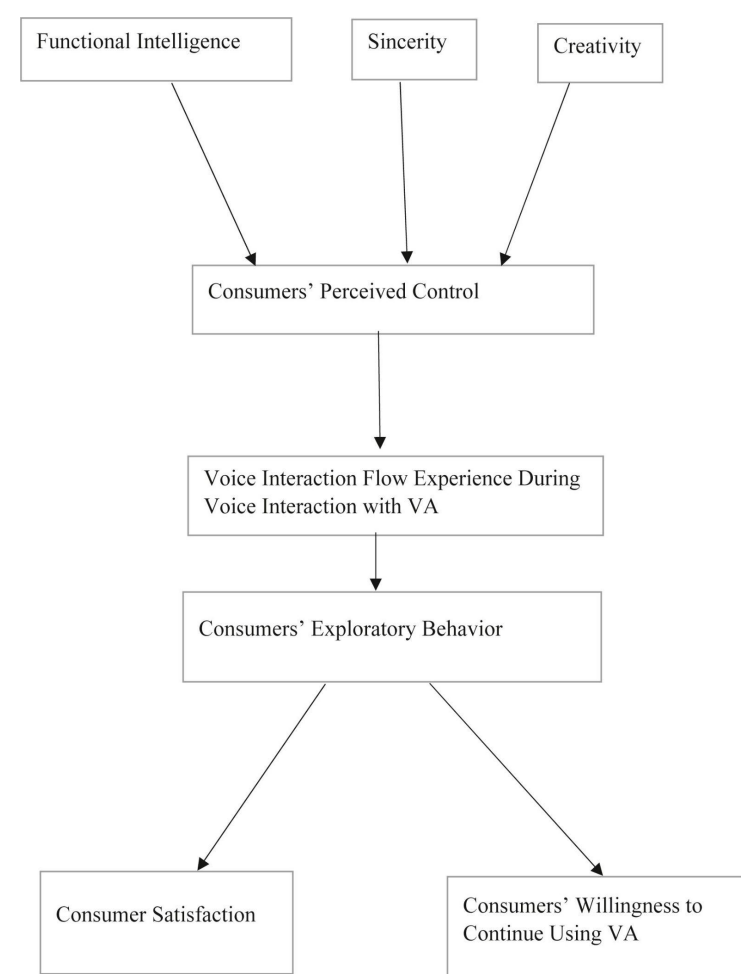 Functional Intelligence
Sincerity
Creativity
Consumers’ Perceived Control
Voice Interaction Flow Experience During
Voice Interaction with VA
Consumers’ Exploratory Behavior
Consumer Satisfaction
Consumers’ Willingness to
Continue Using VA